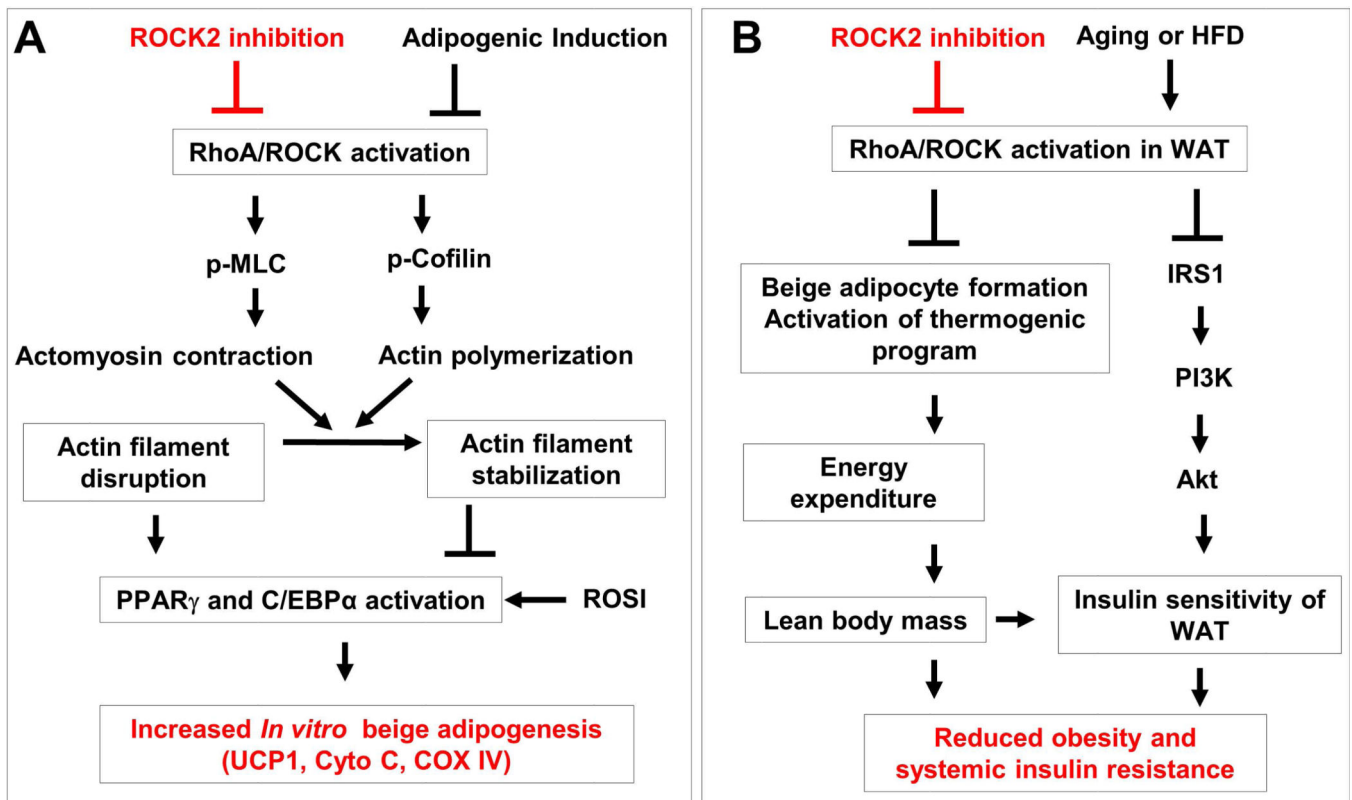 A
ROCK2 inhibition
Adipogenic Induction
RhoA/ROCK activation
p-MLC
p-Cofilin
Actomyosin contraction
Actin polymerization
Actin filament
disruption
Actin filament
stabilization
PPARγ and C/EBPα activation
ROSI
Increased In vitro beige adipogenesis
(UCP1, Cyto C, COX IV)
B
ROCK2 inhibition
Aging or HFD
RhoA/ROCK activation in WAT
Beige adipocyte formation
Activation of thermogenic
program
IRS1
PI3K
Energy
expenditure
Akt
Lean body mass
Insulin sensitivity of
WAT
Reduced obesity and
systemic insulin resistance